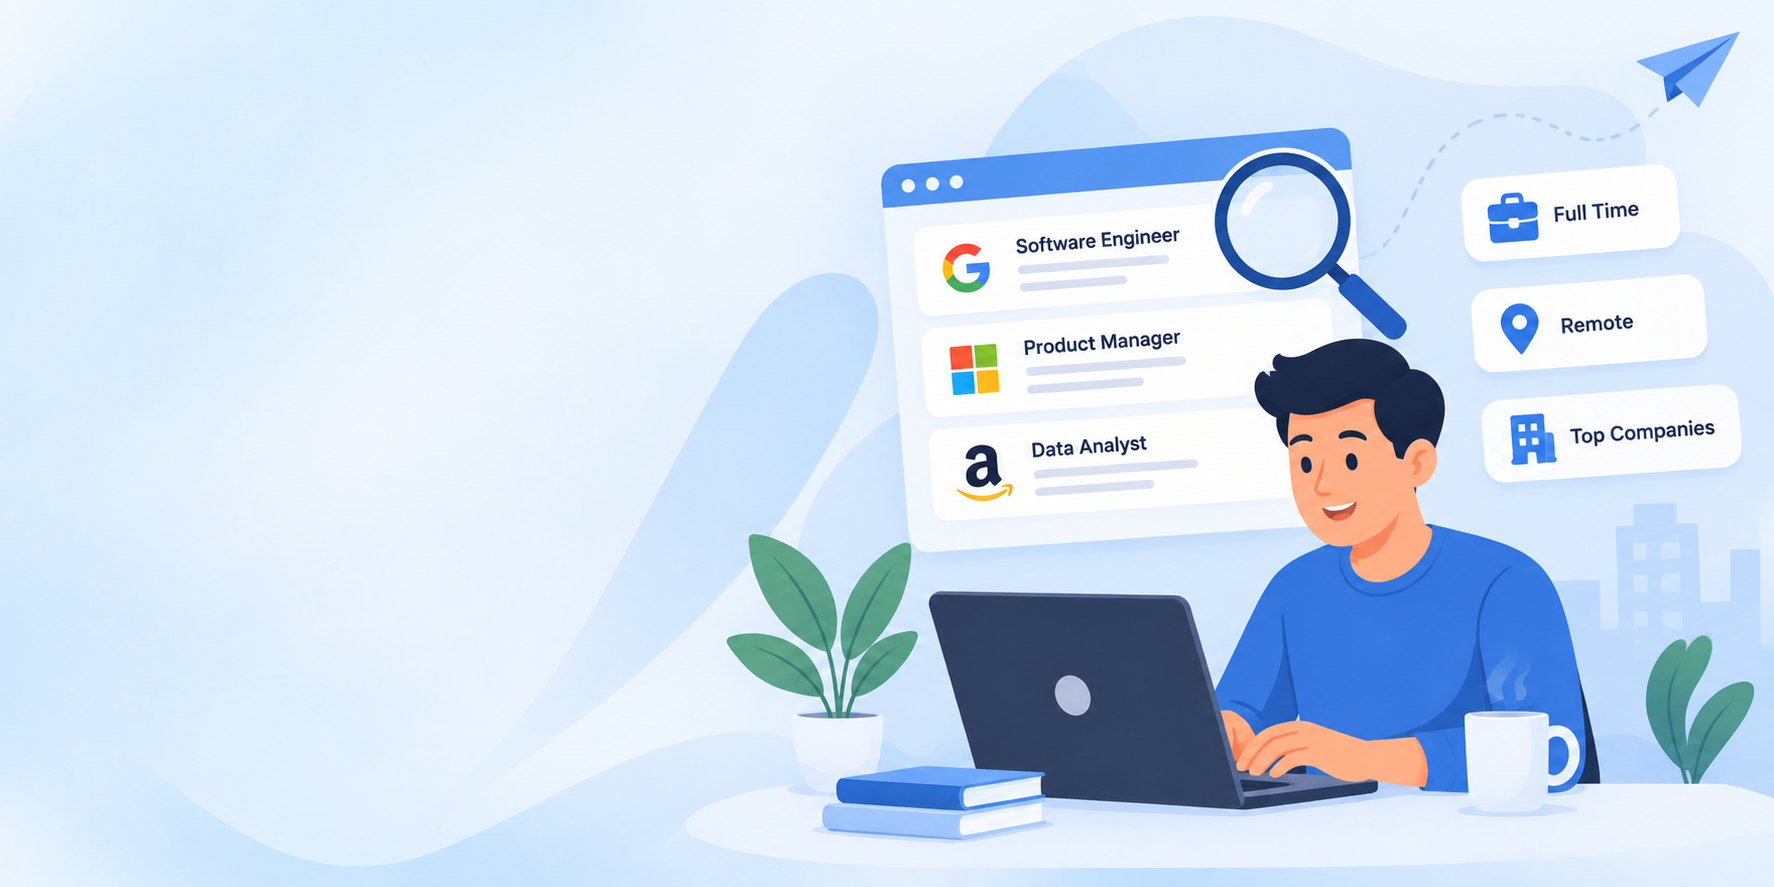 Software Engineer
Product Manager
a
Data Analyst
Full Time
Remote
Top Companies